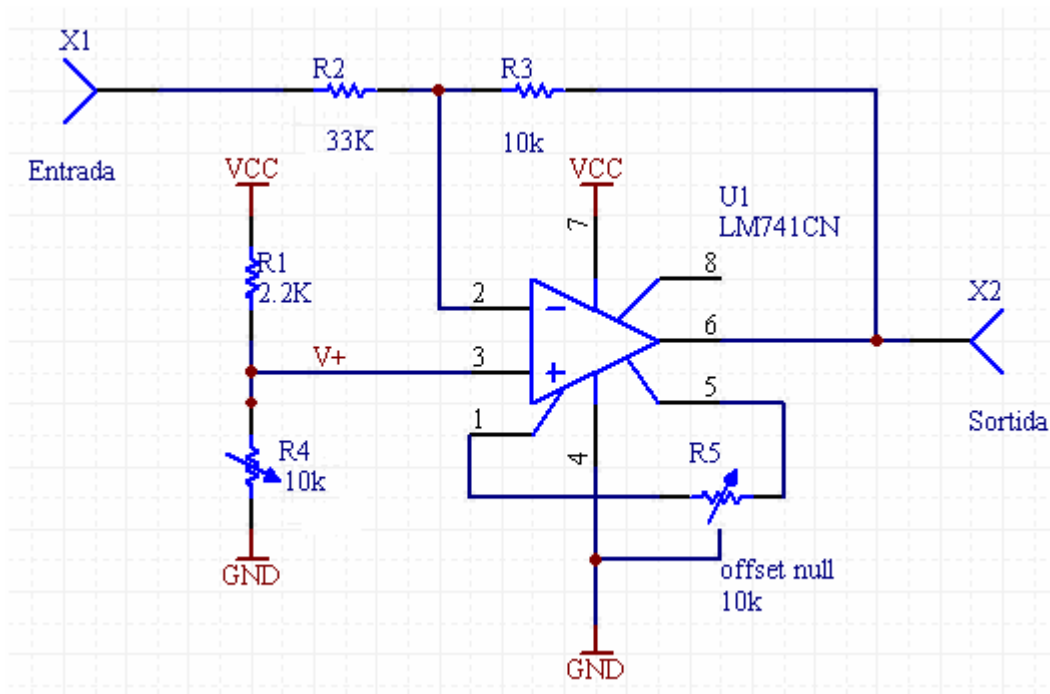 X1
R2
R3
33K
10k
Entrada
VCC
VCC
7
U1
LM741CN
R1
2.2K
8
2
6
X2
V+
3
5
1
Sortida
4
R4
10k
R5
GND
offset null
10k
GND